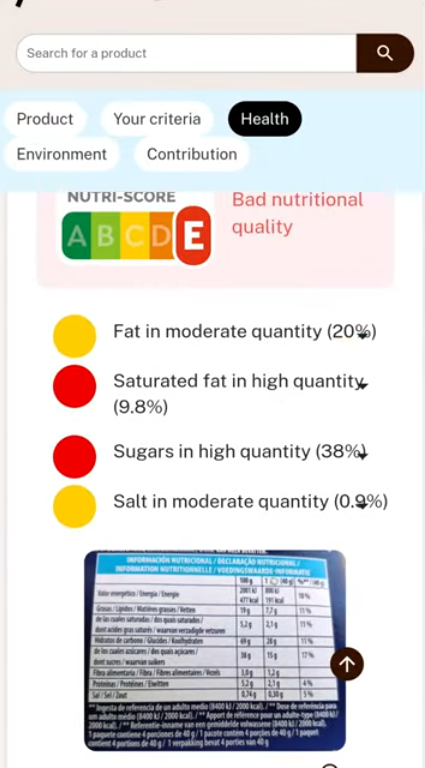 Search for a product
Product
Your criteria
Health
Environment
Contribution
NUTRI-SCORE
A B C D E
Bad nutritional
quality
Fat in moderate quantity (20%)
Saturated fat in high quantity
(9.8%)
Sugars in high quantity (38%)
Salt in moderate quantity (0.9%)
INFORMACIÓN NUTRICIONAL / DECLARAÇÃO NUTRICIONAL /
INFORMATION NUTRITIONNELLE / VOEDINGSWAARDE-INFORMATIE
100 g 1 (40 g) %** (40 g)
Valor energético / Energia / Energie
2001 kJ 800 kJ
477 kcal 191 kcal 10%
Grasas / Lípidos / Matières grasses / Vetten 19 g 7,7 g 11%
de las cuales saturadas / dos quais saturados /
dont acides gras saturés / waarvan verzadigde vetzuren 5,2 g 2,1 g 11%
Hidratos de carbono / Glúcidos / Koolhydraten 69 g 28 g 11%
de los cuales azúcares / dos quais açúcares /
dont sucres / waarvan suikers 38 g 15 g 17%
Fibra alimentaria / Fibra / Fibres alimentaires / Vezels 3,0 g 1,2 g
Proteínas / Protéines / Eiwitten 5,2 g 2,1 g 4%
Sal / Sel / Zout 0,74 g 0,30 g 5%
** Ingesta de referencia de un adulto medio (8400 kJ / 2000 kcal). / ** Dose de referência para
um adulto médio (8400 kJ / 2000 kcal). / ** Apport de référence pour un adulte-type (8400 kJ /
2000 kcal). / ** Referentie-inname van een gemiddelde volwassene (8400 kJ / 2000 kcal).
1 paquete contiene 4 porciones de 40 g / 1 pacote contém 4 porções de 40 g / 1 paquet
contient 4 portions de 40 g / 1 verpakking bevat 4 porties van 40 g